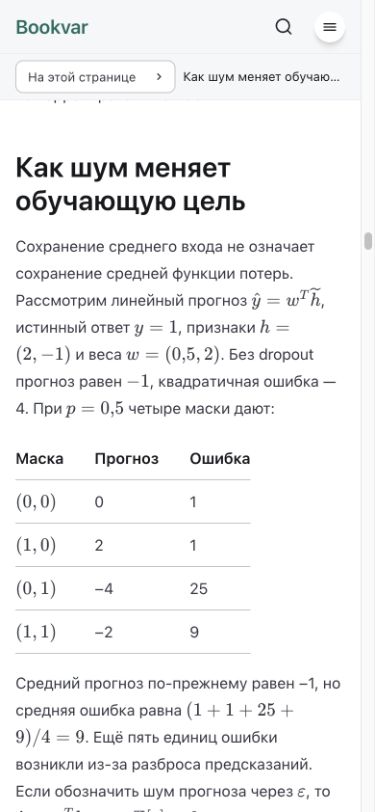 Bookvar
На этой странице
Как шум меняет обучаю...
Как шум меняет
обучающую цель
Сохранение среднего входа не означает
сохранение средней функции потерь.
Рассмотрим линейный прогноз ŷ = wᵀh̃,
истинный ответ y = 1, признаки h =
(2, −1) и веса w = (0,5, 2). Без dropout
прогноз равен −1, квадратичная ошибка —
4. При p = 0,5 четыре маски дают:
Маска Прогноз Ошибка
(0, 0) 0 1
(1, 0) 2 1
(0, 1) −4 25
(1, 1) −2 9
Средний прогноз по-прежнему равен −1, но
средняя ошибка равна (1 + 1 + 25 +
9)/4 = 9. Ещё пять единиц ошибки
возникли из-за разброса предсказаний.
Если обозначить шум прогноза через ε, то